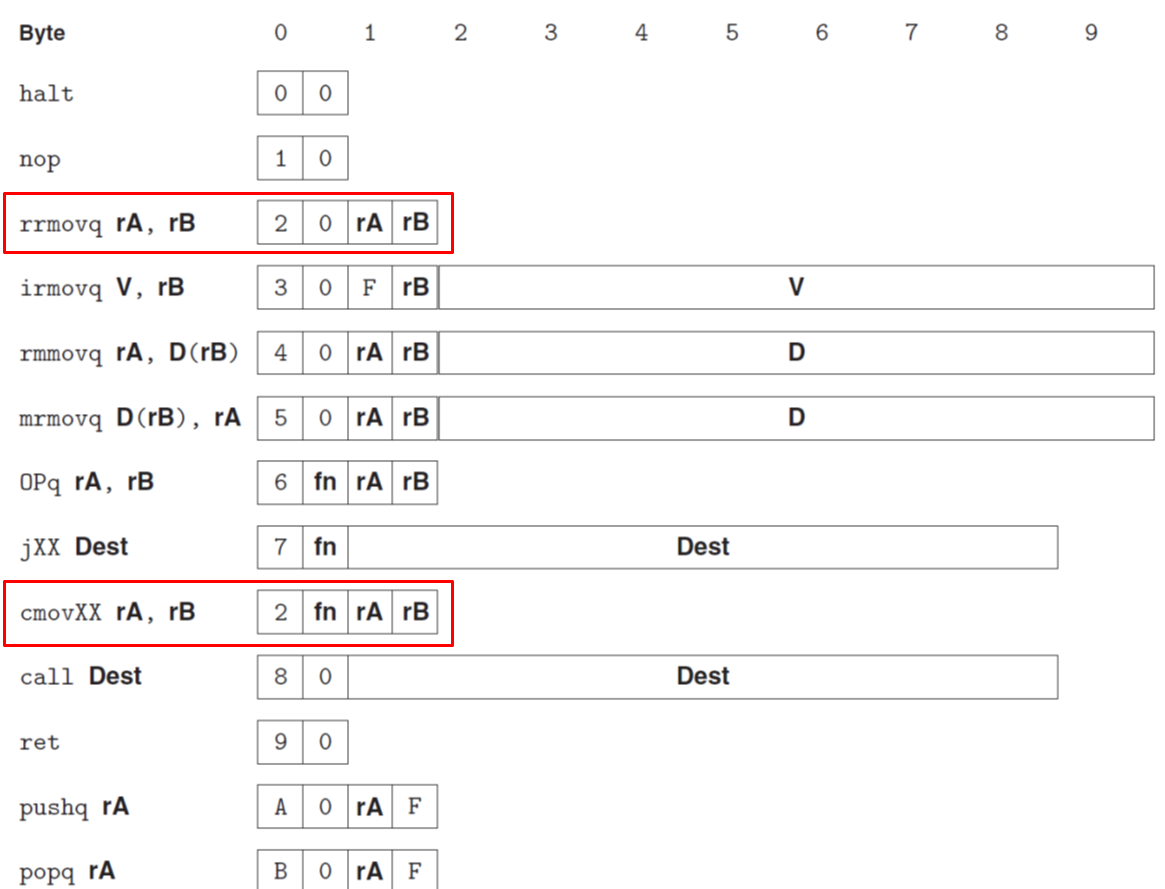 Byte 0 1 2 3 4 5 6 7 8 9
halt 0 0
nop 1 0
rrmovq rA, rB 2 0 rA rB
irmovq V, rB 3 0 F rB V
rmmovq rA, D(rB) 4 0 rA rB D
mrmovq D(rB), rA 5 0 rA rB D
OPq rA, rB 6 fn rA rB
jXX Dest 7 fn Dest
cmovXX rA, rB 2 fn rA rB
call Dest 8 0 Dest
ret 9 0
pushq rA A 0 rA F
popq rA B 0 rA F